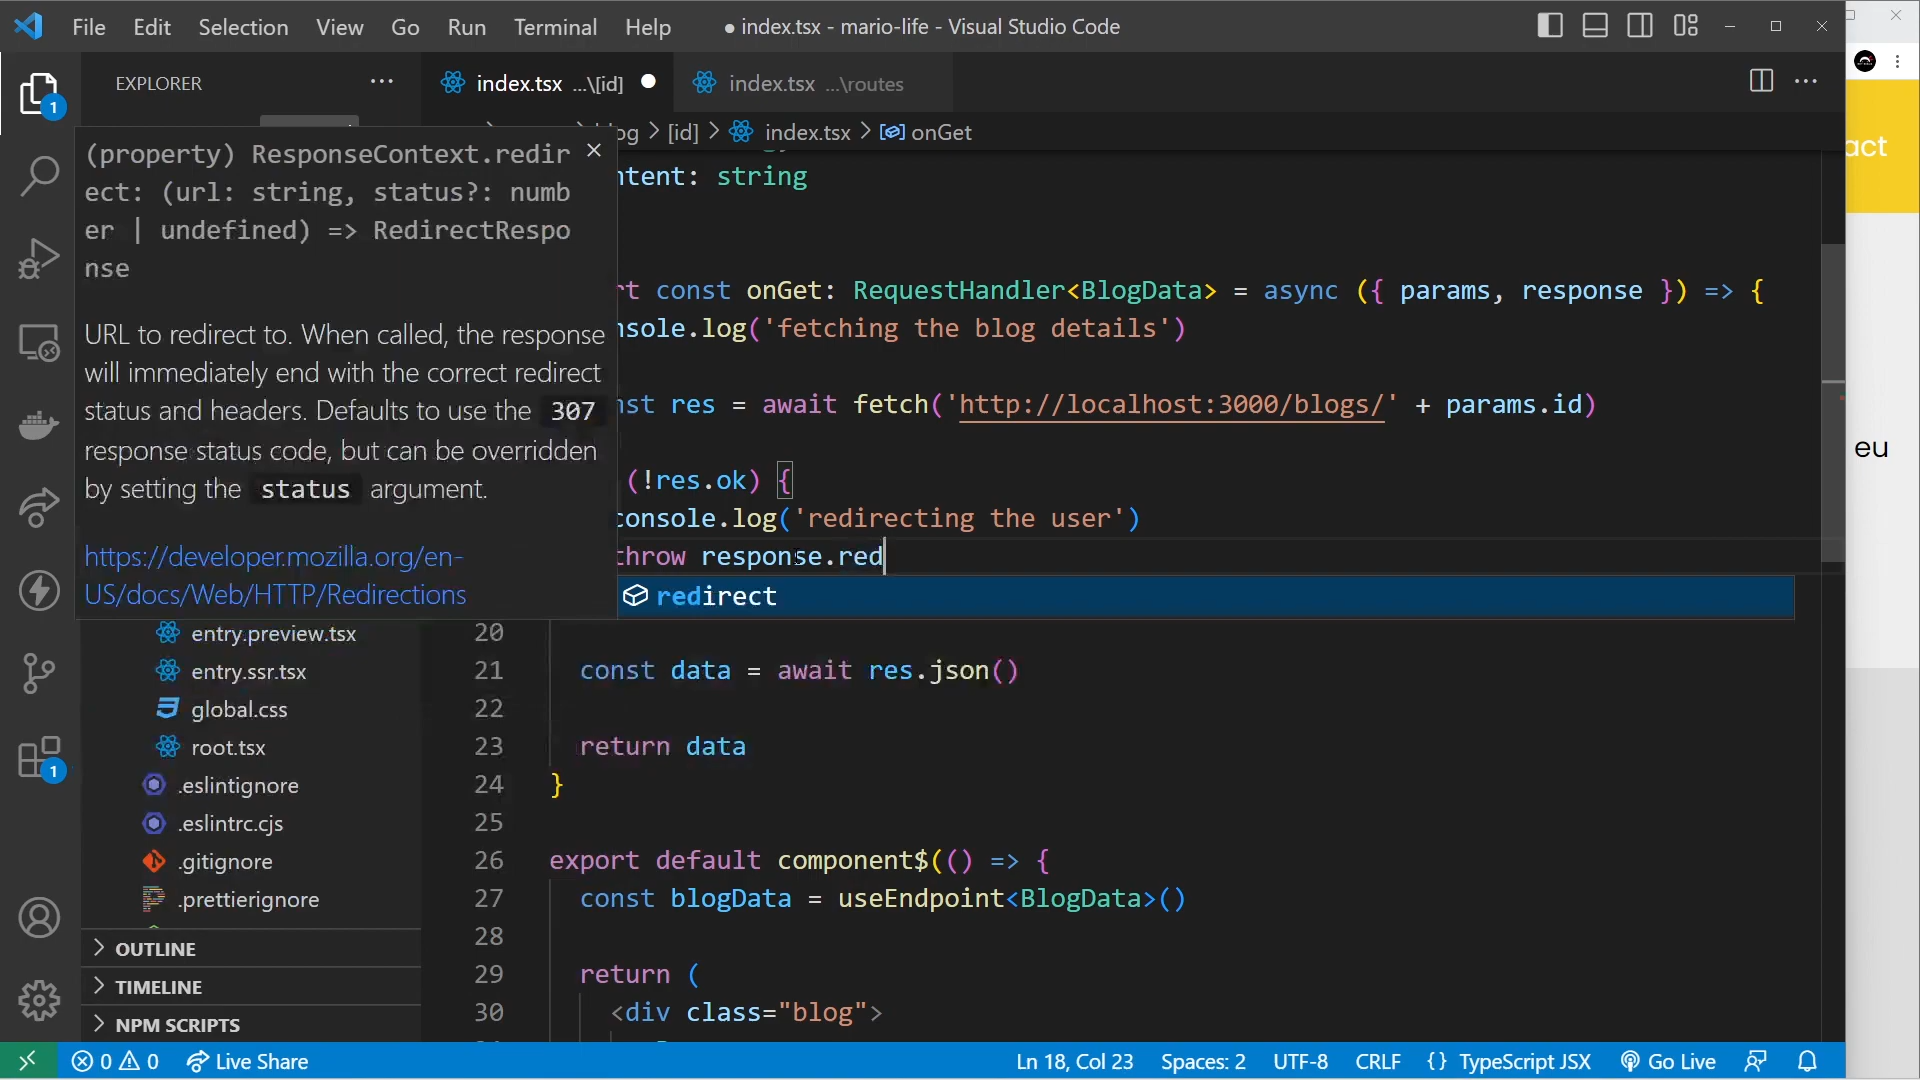 File Edit Selection View Go Run Terminal Help
index.tsx - mario-life - Visual Studio Code
EXPLORER
index.tsx ...\[id]
index.tsx ...\routes
[id] > index.tsx > onGet
act
(property) ResponseContext.redir
ect: (url: string, status?: numb
er | undefined) => RedirectRespo
nse
URL to redirect to. When called, the response
will immediately end with the correct redirect
status and headers. Defaults to use the 307
response status code, but can be overridden
by setting the status argument.
https://developer.mozilla.org/en-
US/docs/Web/HTTP/Redirections
ntent: string
rt const onGet: RequestHandler<BlogData> = async ({ params, response }) => {
nsole.log('fetching the blog details')
nst res = await fetch('http://localhost:3000/blogs/' + params.id)
(!res.ok) {
console.log('redirecting the user')
throw response.red
redirect
eu
20
21 const data = await res.json()
22
23 return data
24 }
25
26 export default component$(() => {
27 const blogData = useEndpoint<BlogData>()
28
29 return (
30 <div class="blog">
entry.preview.tsx
entry.ssr.tsx
global.css
root.tsx
.eslintignore
.eslintrc.cjs
.gitignore
.prettierignore
OUTLINE
TIMELINE
NPM SCRIPTS
1
1
0 0 Live Share
Ln 18, Col 23 Spaces: 2 UTF-8 CRLF {} TypeScript JSX Go Live